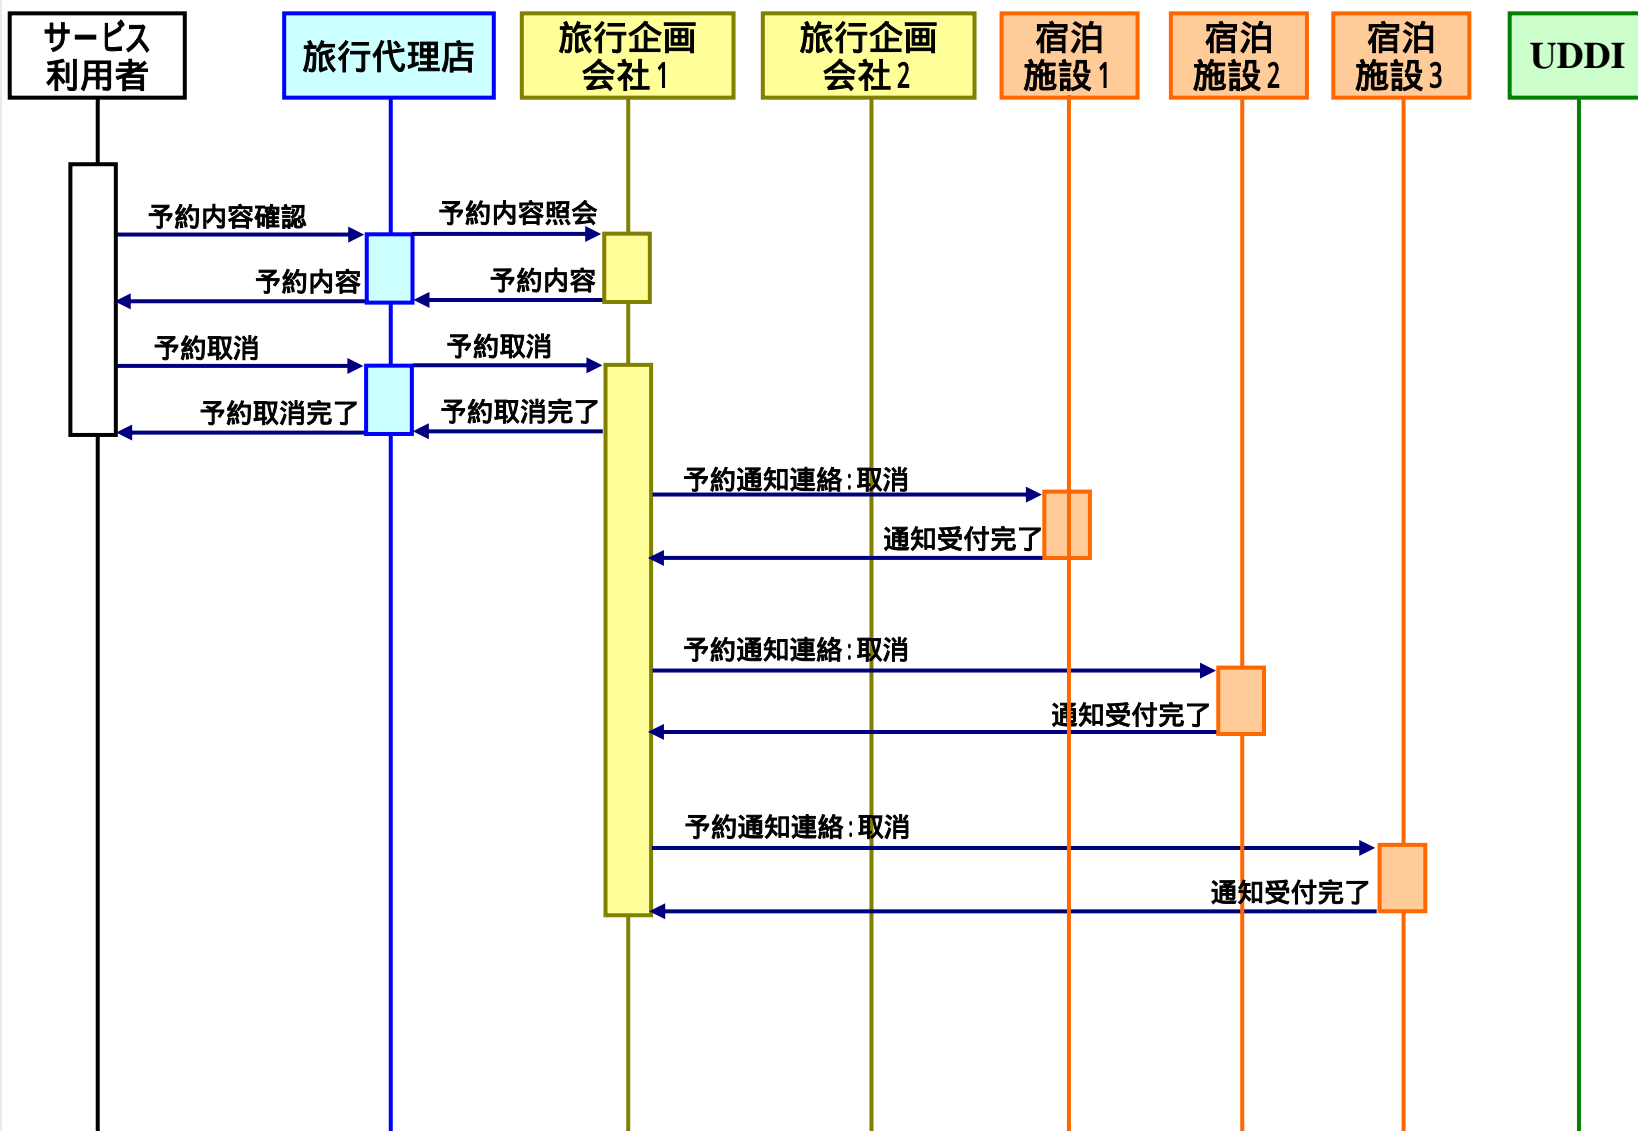 サービス
利用者
旅行代理店
旅行企画
会社1
旅行企画
会社2
宿泊
施設1
宿泊
施設2
宿泊
施設3
UDDI
予約内容確認
予約内容照会
予約内容
予約内容
予約取消
予約取消
予約取消完了
予約取消完了
予約通知連絡:取消
通知受付完了
予約通知連絡:取消
通知受付完了
予約通知連絡:取消
通知受付完了